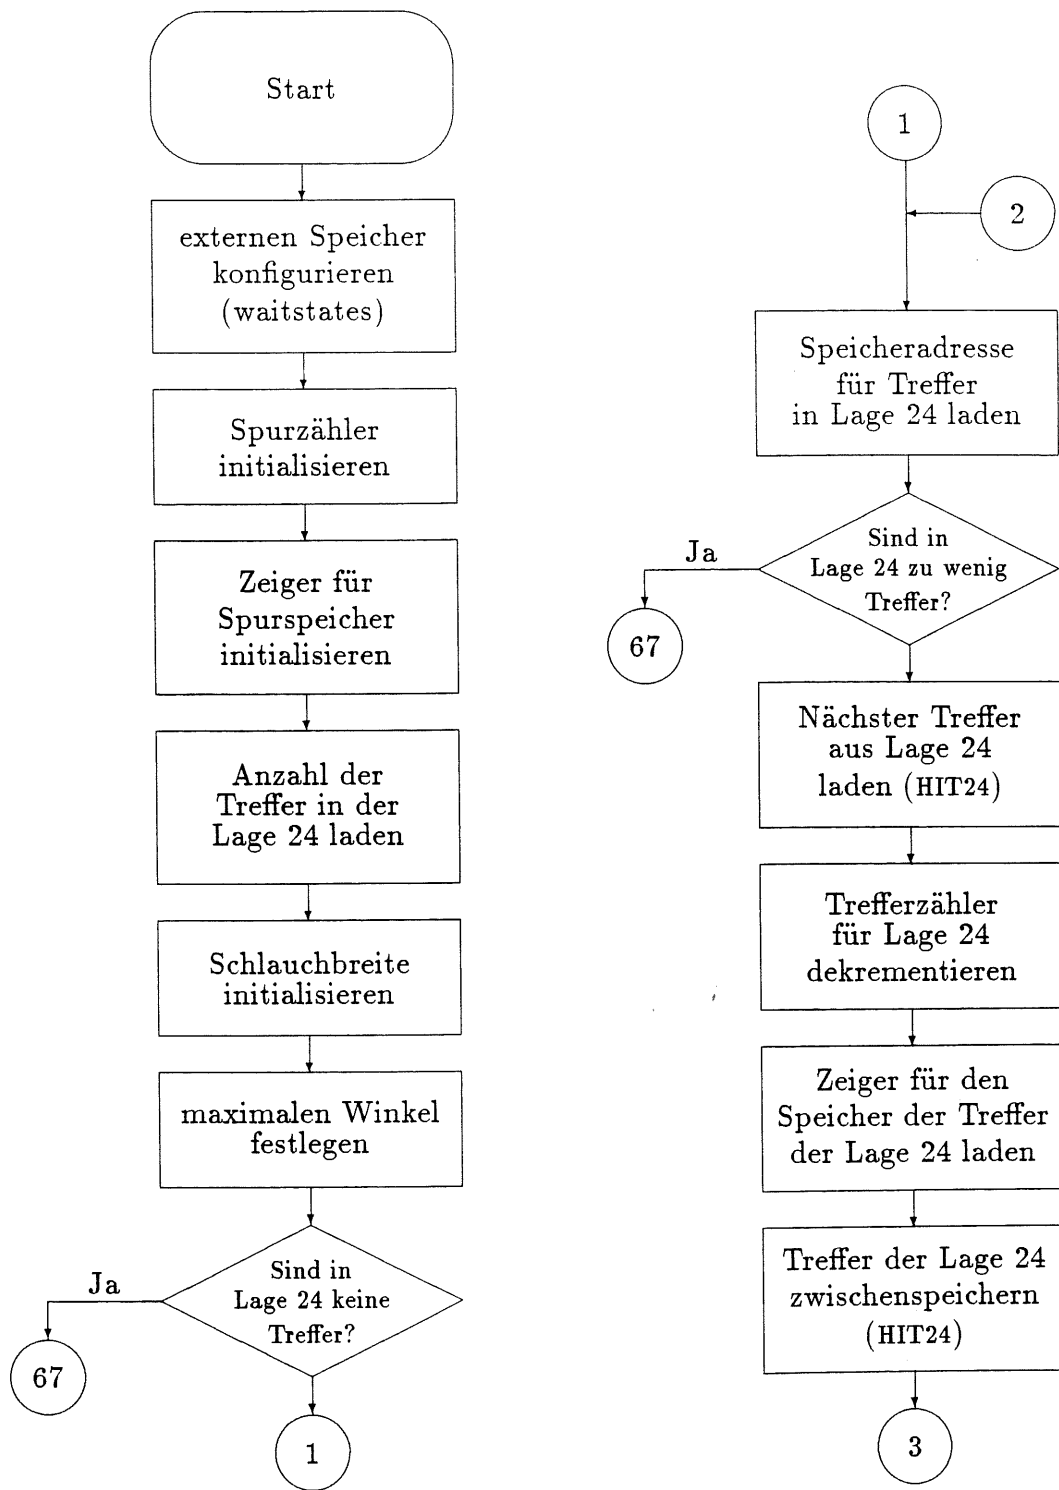 Start
externen Speicher
konfigurieren
(waitstates)
Spurzähler
initialisieren
Zeiger für
Spurspeicher
initialisieren
Anzahl der
Treffer in der
Lage 24 laden
Schlauchbreite
initialisieren
maximalen Winkel
festlegen
Sind in
Lage 24 keine
Treffer?
Ja
67
1
1
2
Speicheradresse
für Treffer
in Lage 24 laden
Sind in
Lage 24 zu wenig
Treffer?
Ja
67
Nächster Treffer
aus Lage 24
laden (HIT24)
Trefferzähler
für Lage 24
dekrementieren
Zeiger für den
Speicher der Treffer
der Lage 24 laden
Treffer der Lage 24
zwischenspeichern
(HIT24)
3